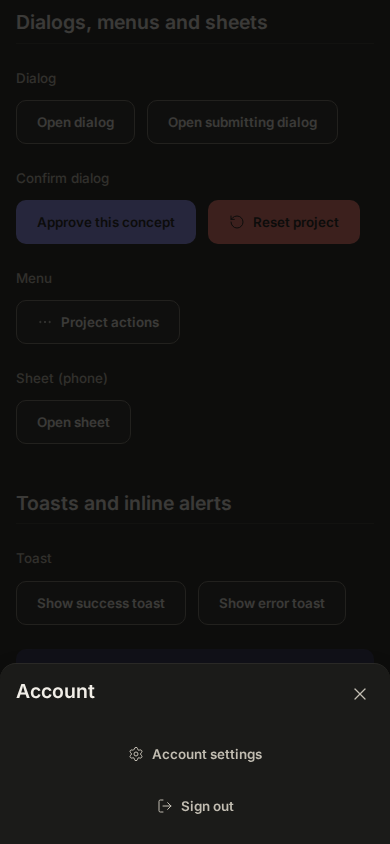 Dialogs, menus and sheets
Dialog
Open dialog
Open submitting dialog
Confirm dialog
Approve this concept
Reset project
Menu
Project actions
Sheet (phone)
Open sheet
Toasts and inline alerts
Toast
Show success toast
Show error toast
Account
Account settings
Sign out